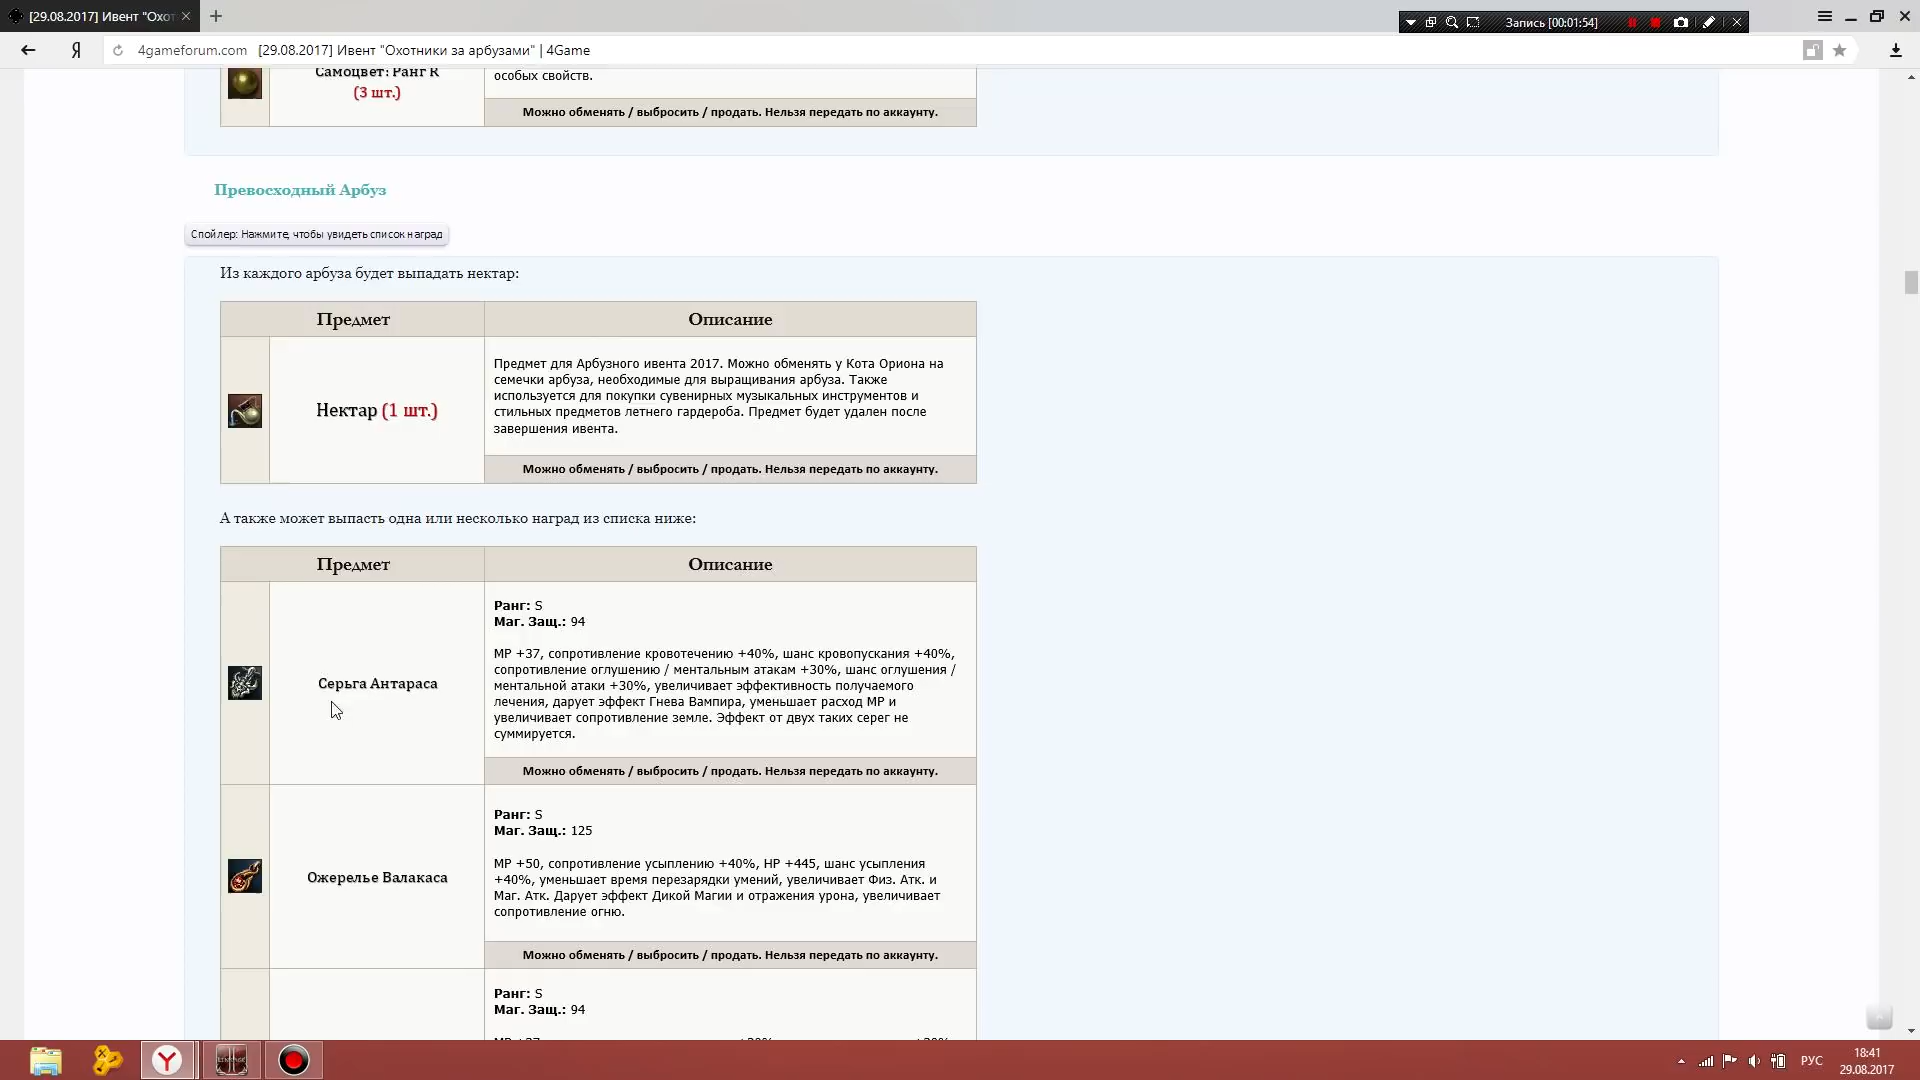 [29.08.2017] Ивент "Охот
Запись [00:01:54]
Я
4gameforum.com [29.08.2017] Ивент "Охотники за арбузами" | 4Game
Самоцвет: Ранг R
(3 шт.)
особых свойств.
Можно обменять / выбросить / продать. Нельзя передать по аккаунту.
Превосходный Арбуз
Спойлер: Нажмите, чтобы увидеть список наград
Из каждого арбуза будет выпадать нектар:
Предмет Описание
Нектар (1 шт.)
Предмет для Арбузного ивента 2017. Можно обменять у Кота Ориона на
семечки арбуза, необходимые для выращивания арбуза. Также
используется для покупки сувенирных музыкальных инструментов и
стильных предметов летнего гардероба. Предмет будет удален после
завершения ивента.
Можно обменять / выбросить / продать. Нельзя передать по аккаунту.
А также может выпасть одна или несколько наград из списка ниже:
Предмет Описание
Серьга Антараса
Ранг: S
Маг. Защ.: 94
MP +37, сопротивление кровотечению +40%, шанс кровопускания +40%,
сопротивление оглушению / ментальным атакам +30%, шанс оглушения /
ментальной атаки +30%, увеличивает эффективность получаемого
лечения, дарует эффект Гнева Вампира, уменьшает расход MP и
увеличивает сопротивление земле. Эффект от двух таких серег не
суммируется.
Можно обменять / выбросить / продать. Нельзя передать по аккаунту.
Ожерелье Валакаса
Ранг: S
Маг. Защ.: 125
MP +50, сопротивление усыплению +40%, HP +445, шанс усыпления
+40%, уменьшает время перезарядки умений, увеличивает Физ. Атк. и
Маг. Атк. Дарует эффект Дикой Магии и отражения урона, увеличивает
сопротивление огню.
Можно обменять / выбросить / продать. Нельзя передать по аккаунту.
Ранг: S
Маг. Защ.: 94
РУС
18:41
29.08.2017